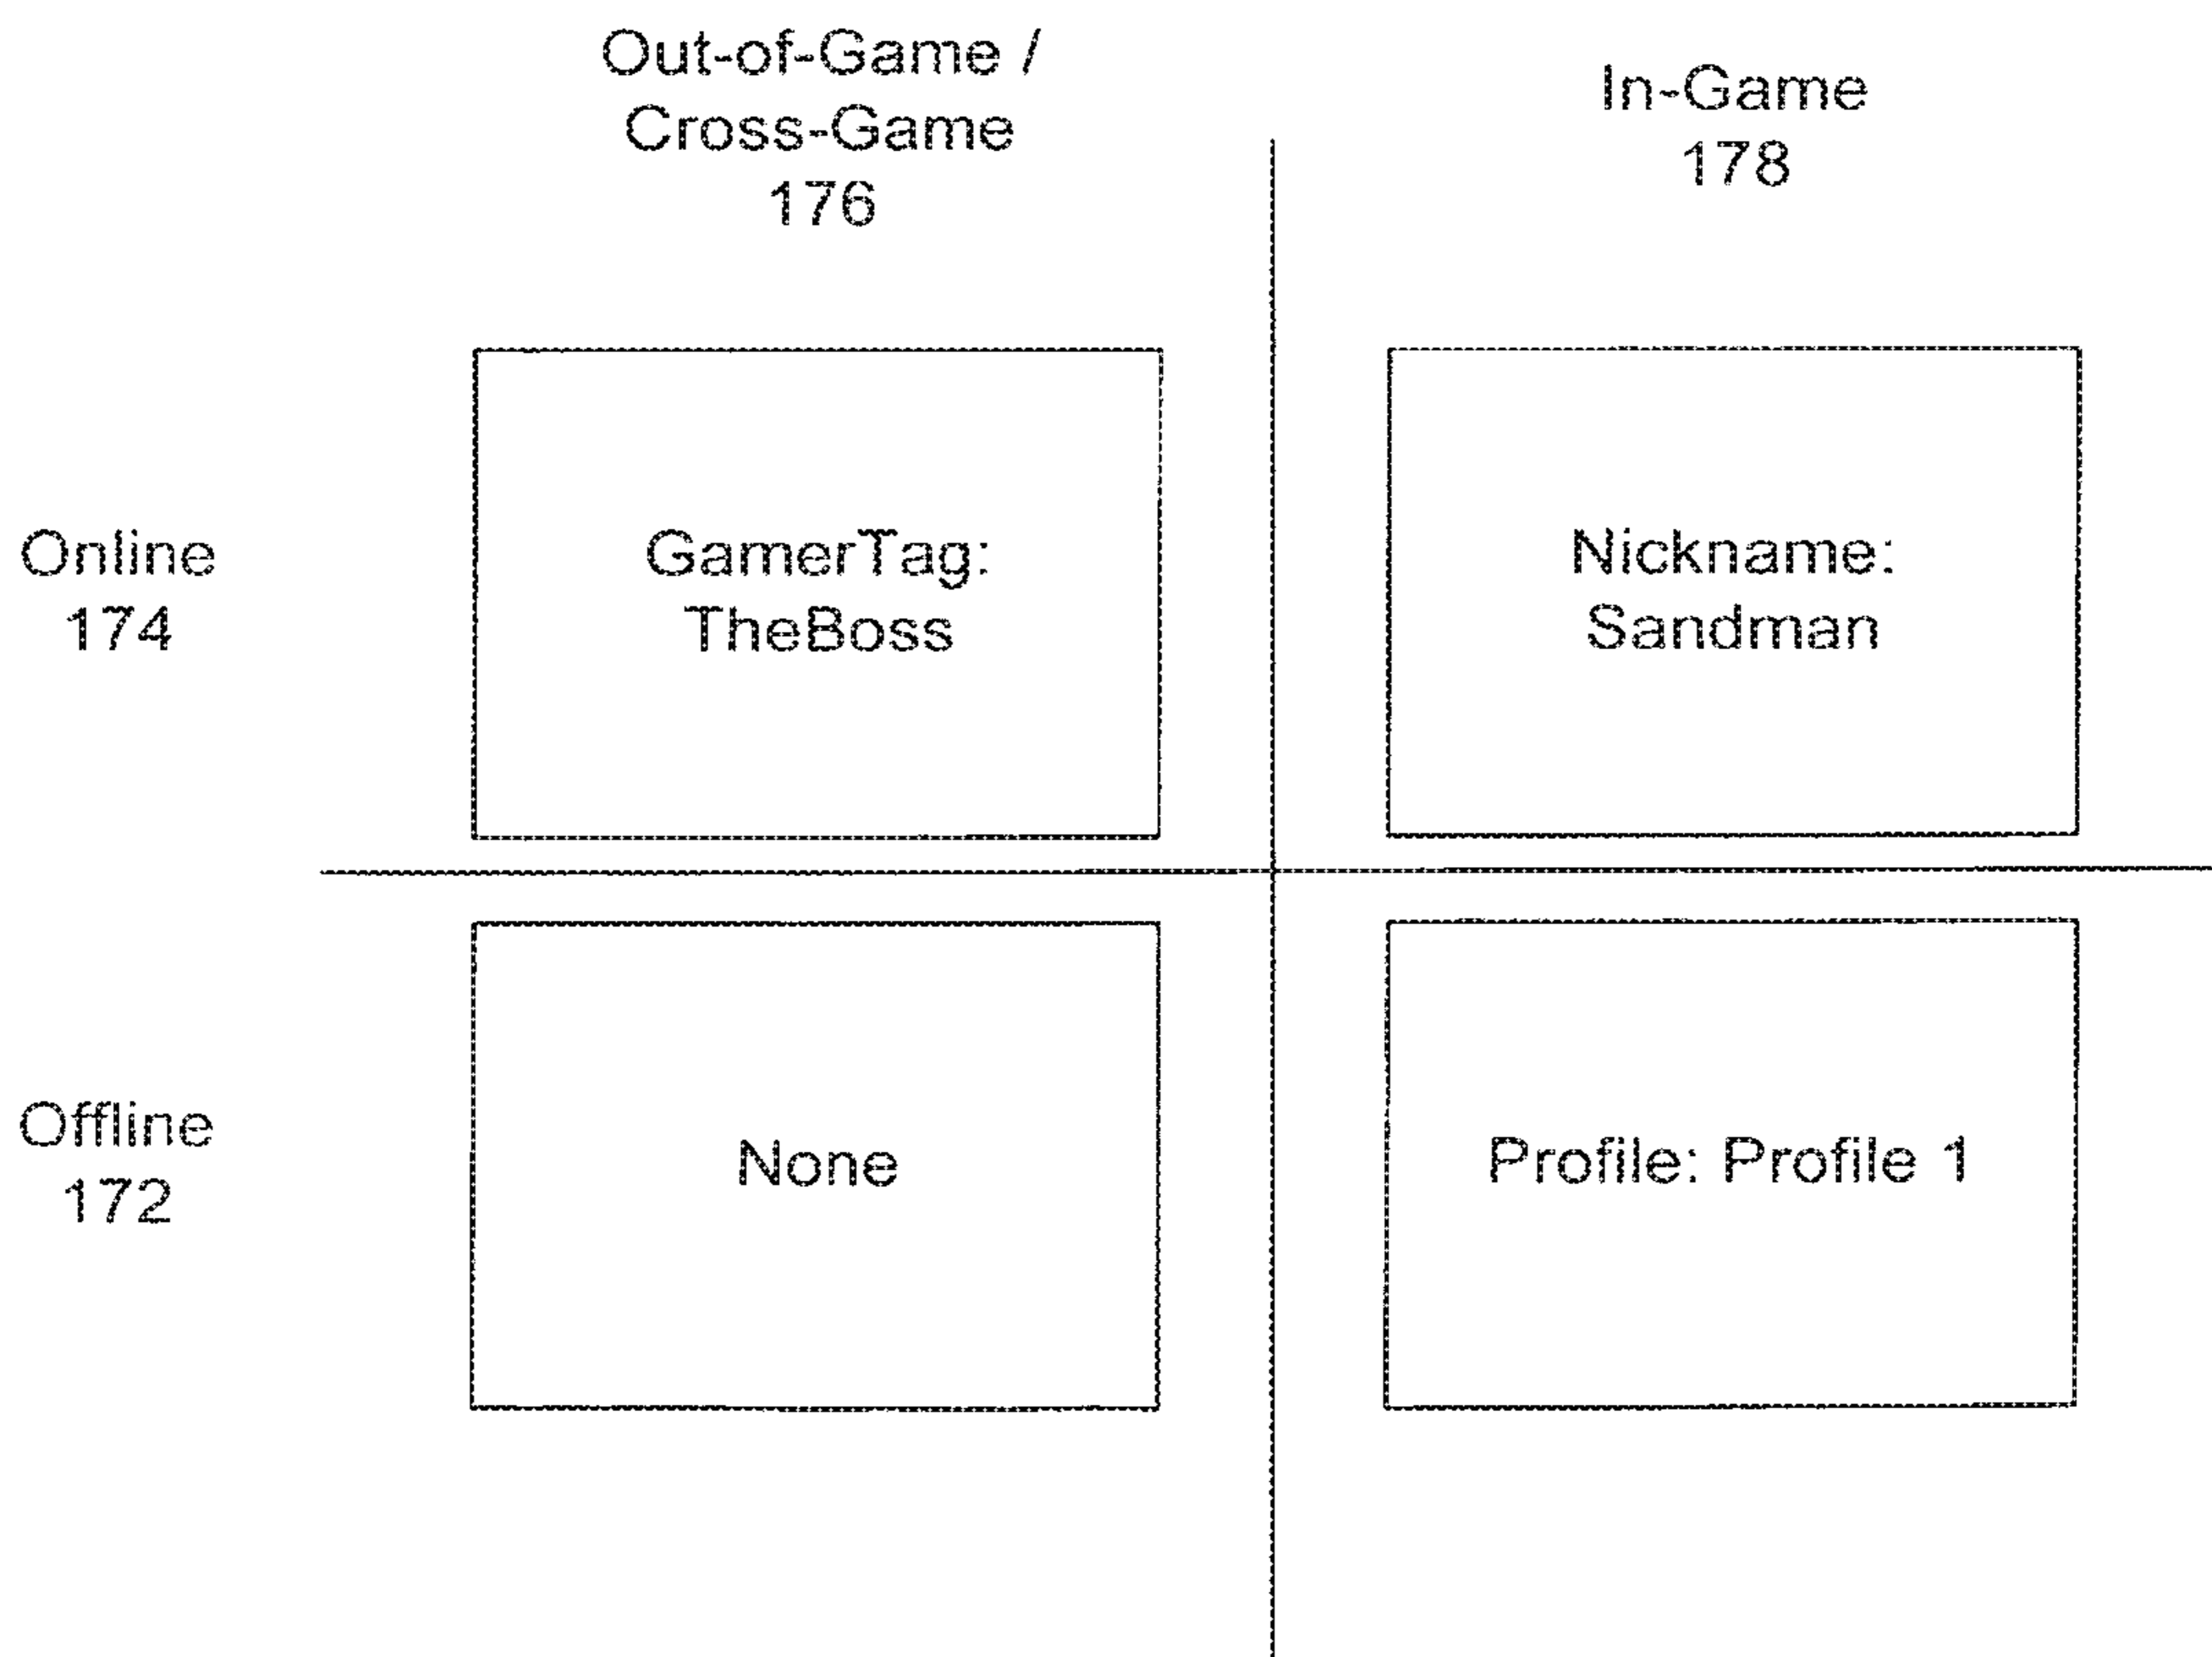 Out-of-Game /
Cross-Game
176
In-Game
178
Online
174
GamerTag:
TheBoss
Nickname:
Sandman
Offline
172
None
Profile: Profile 1